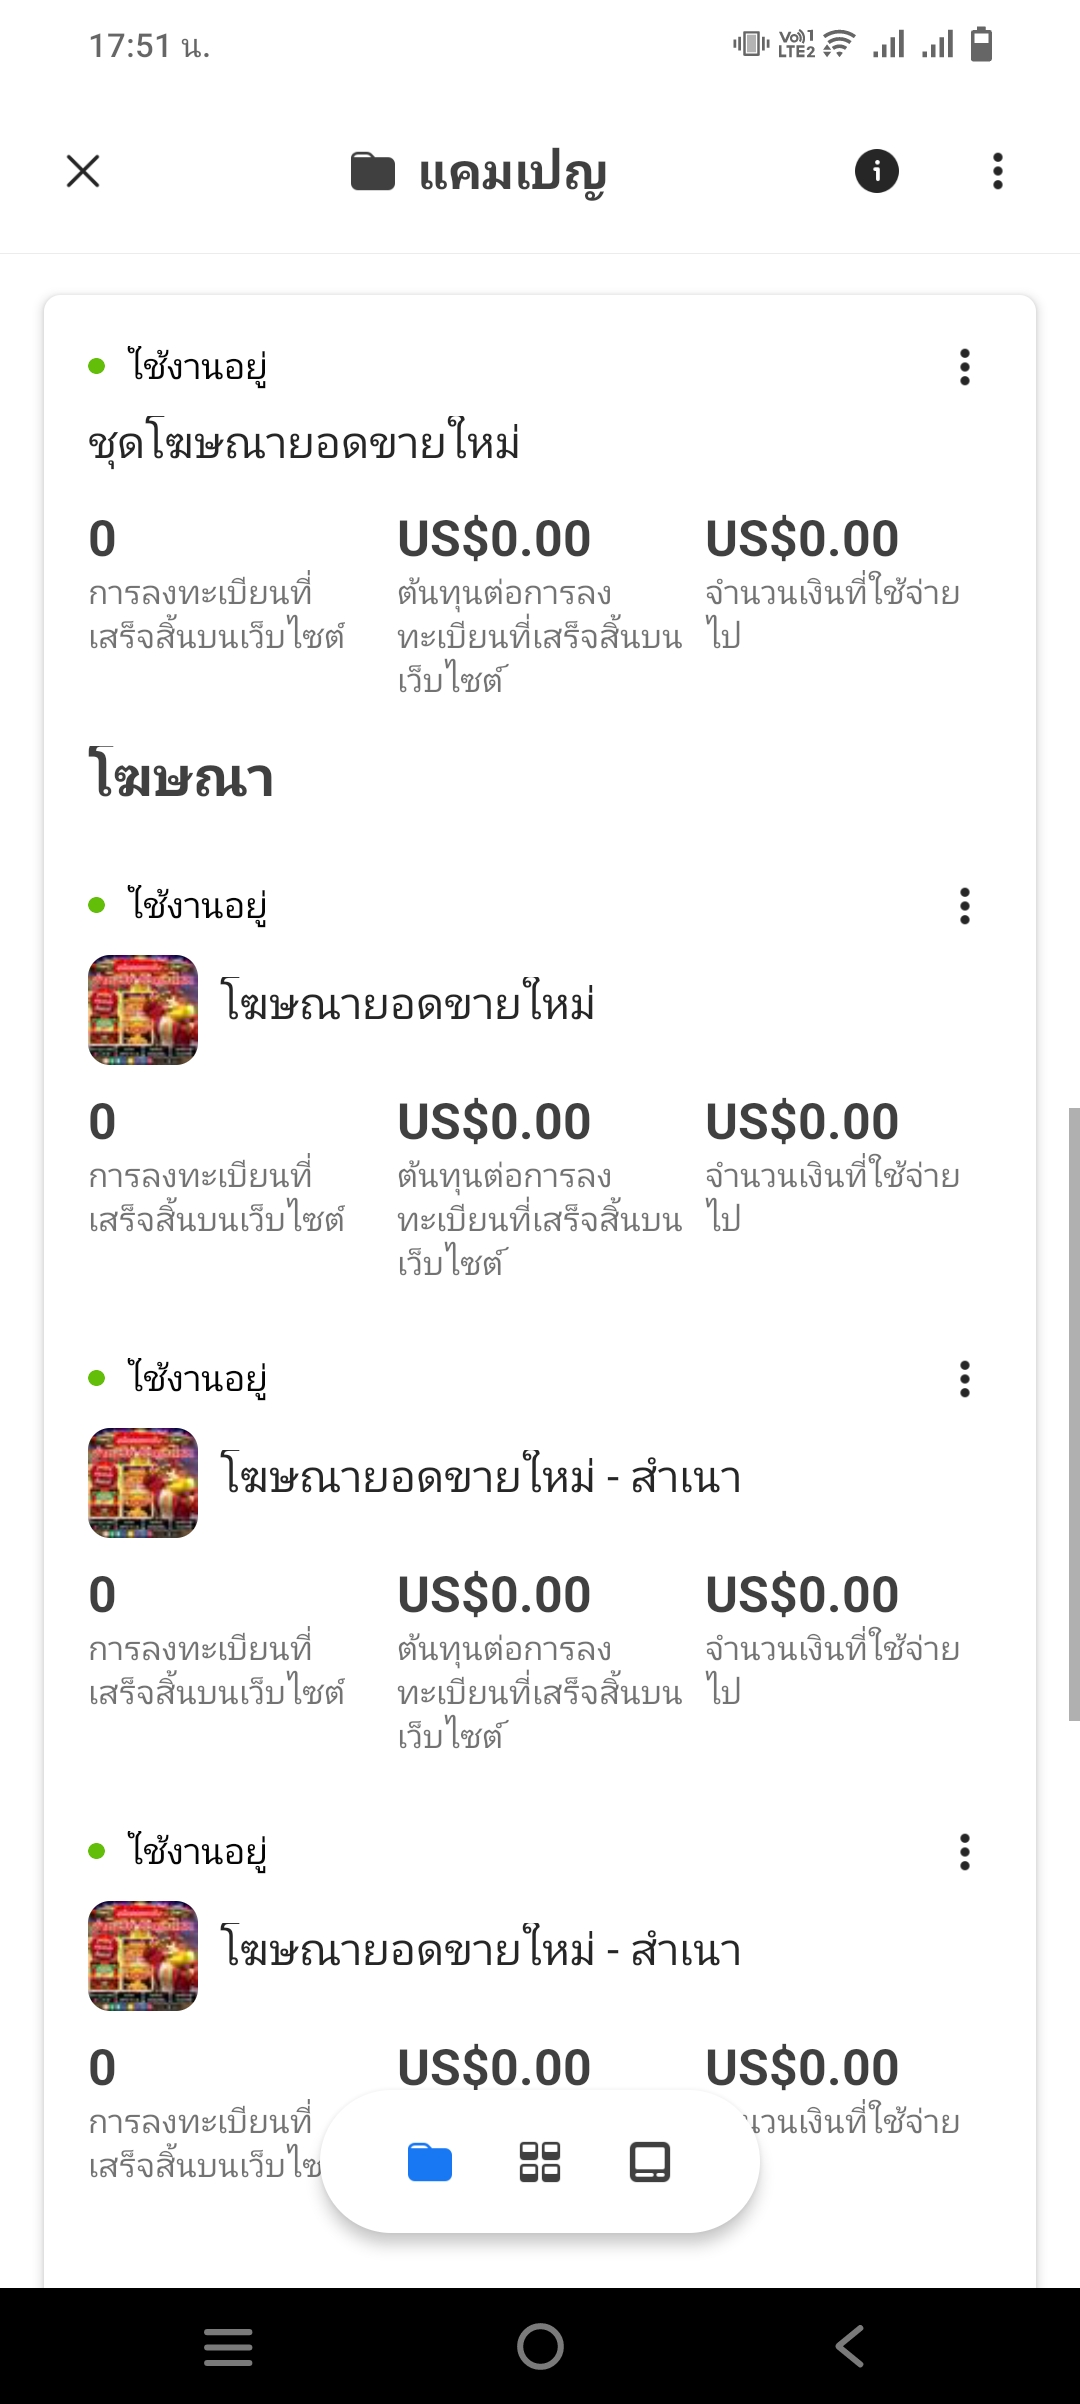 17:51 น.
Vo)) 1
LTE2
แคมเปญ
ใช้งานอยู่
ชุดโฆษณายอดขายใหม่
0
US$0.00
US$0.00
การลงทะเบียนที่
ต้นทุนต่อการลง
จำนวนเงินที่ใช้จ่าย
เสร็จสิ้นบนเว็บไซต์
ทะเบียนที่เสร็จสิ้นบน
ไป
เว็บไซต์
โฆษณา
ใช้งานอยู่
โฆษณายอดขายใหม่
0
US$0.00
US$0.00
การลงทะเบียนที่
ต้นทุนต่อการลง
จำนวนเงินที่ใช้จ่าย
เสร็จสิ้นบนเว็บไซต์
ทะเบียนที่เสร็จสิ้นบน
ไป
เว็บไซต์
ใช้งานอยู่
โฆษณายอดขายใหม่ - สำเนา
0
US$0.00
US$0.00
การลงทะเบียนที่
ต้นทุนต่อการลง
จำนวนเงินที่ใช้จ่าย
เสร็จสิ้นบนเว็บไซต์
ทะเบียนที่เสร็จสิ้นบน
ไป
เว็บไซต์
ใช้งานอยู่
โฆษณายอดขายใหม่ - สำเนา
0
US$0.00
US$0.00
การลงทะเบียนที่
นวนเงินที่ใช้จ่าย
เสร็จสิ้นบนเว็บไซ